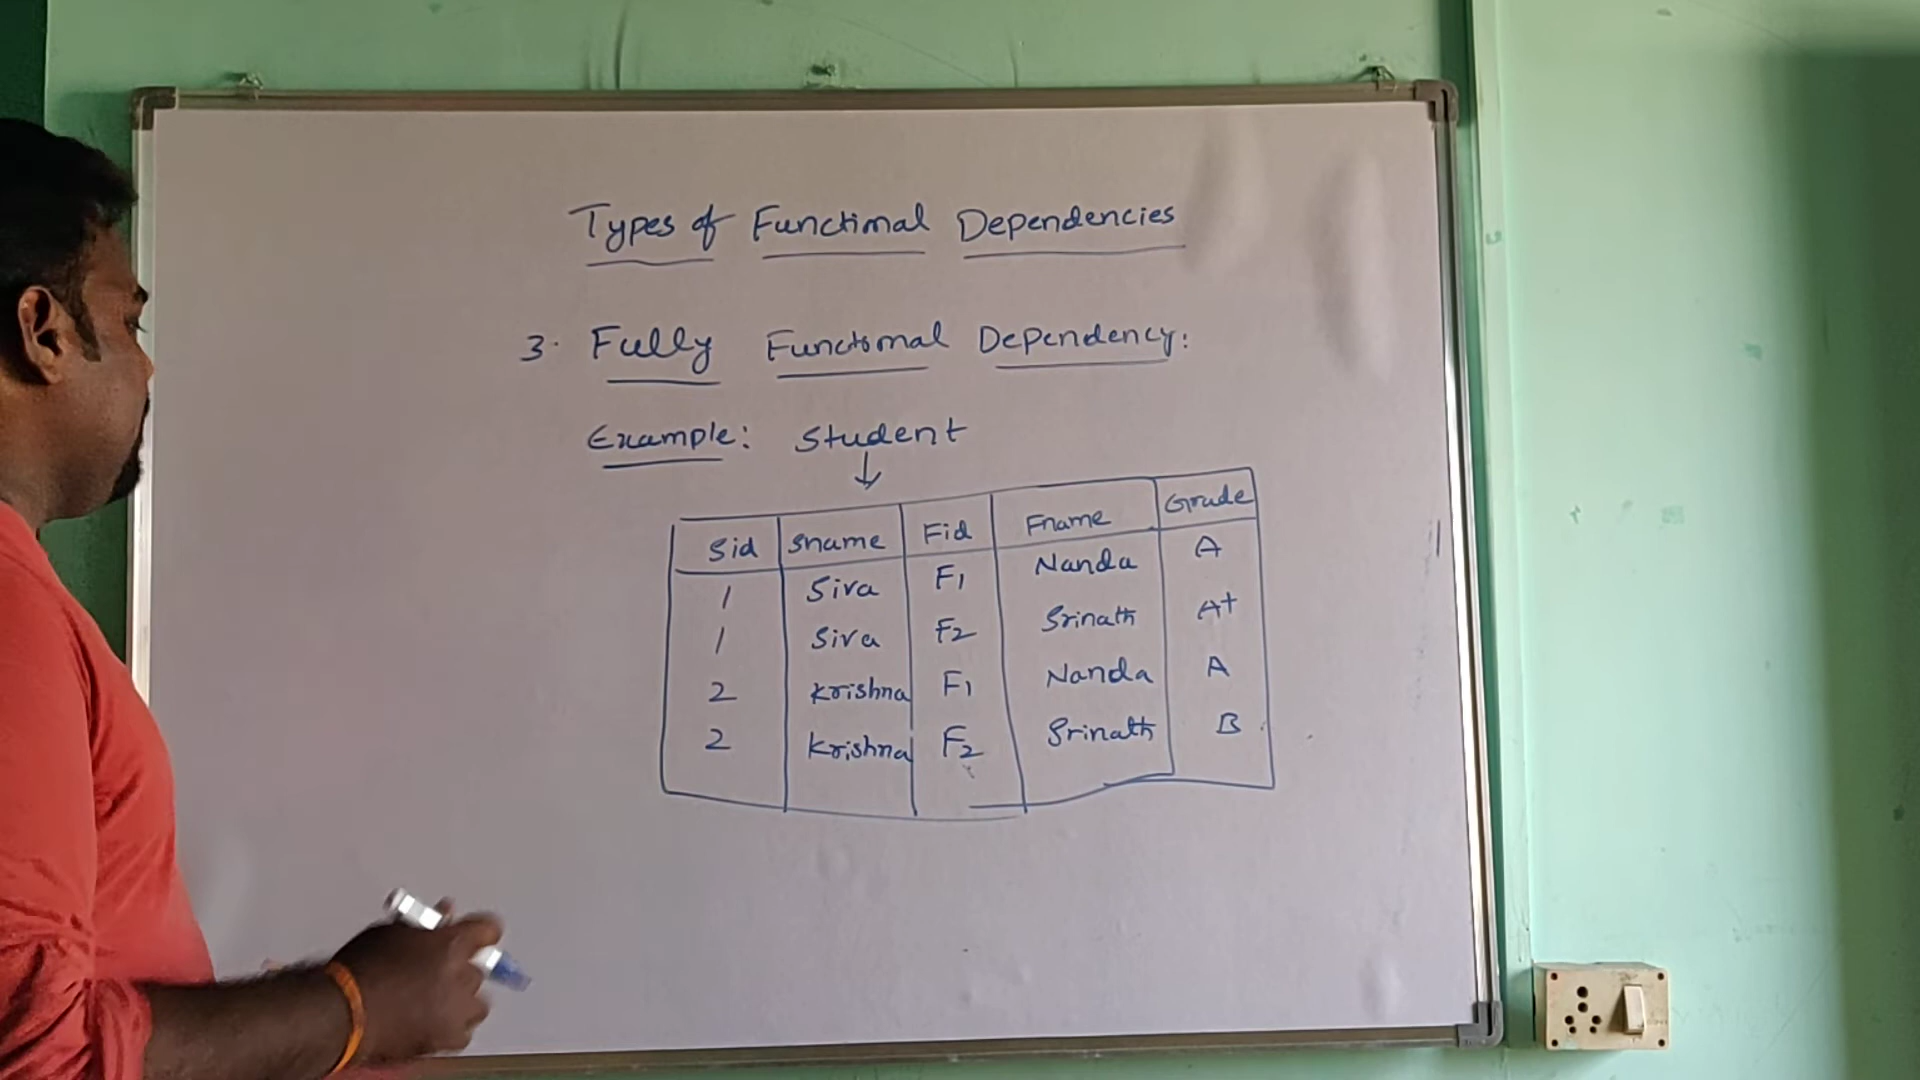 Types of Functional Dependencies
3. Fully Functional Dependency:
Example: Student
Sid Sname Fid Fname Grade
1 Siva F1 Nanda A
1 Siva F2 Srinath A+
2 Krishna F1 Nanda A
2 Krishna F2 Srinath B